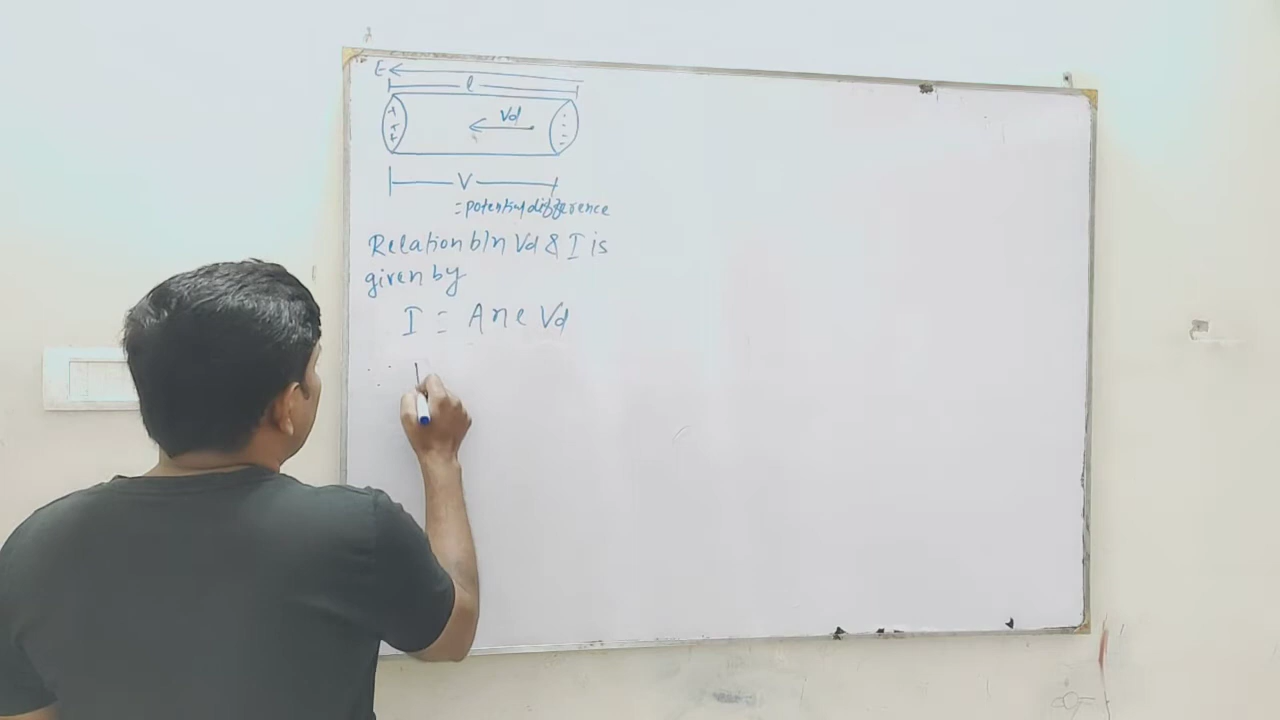 E
l
Vd
V
=potential difference
Relation b/n Vd & I is
given by
I = A n e Vd